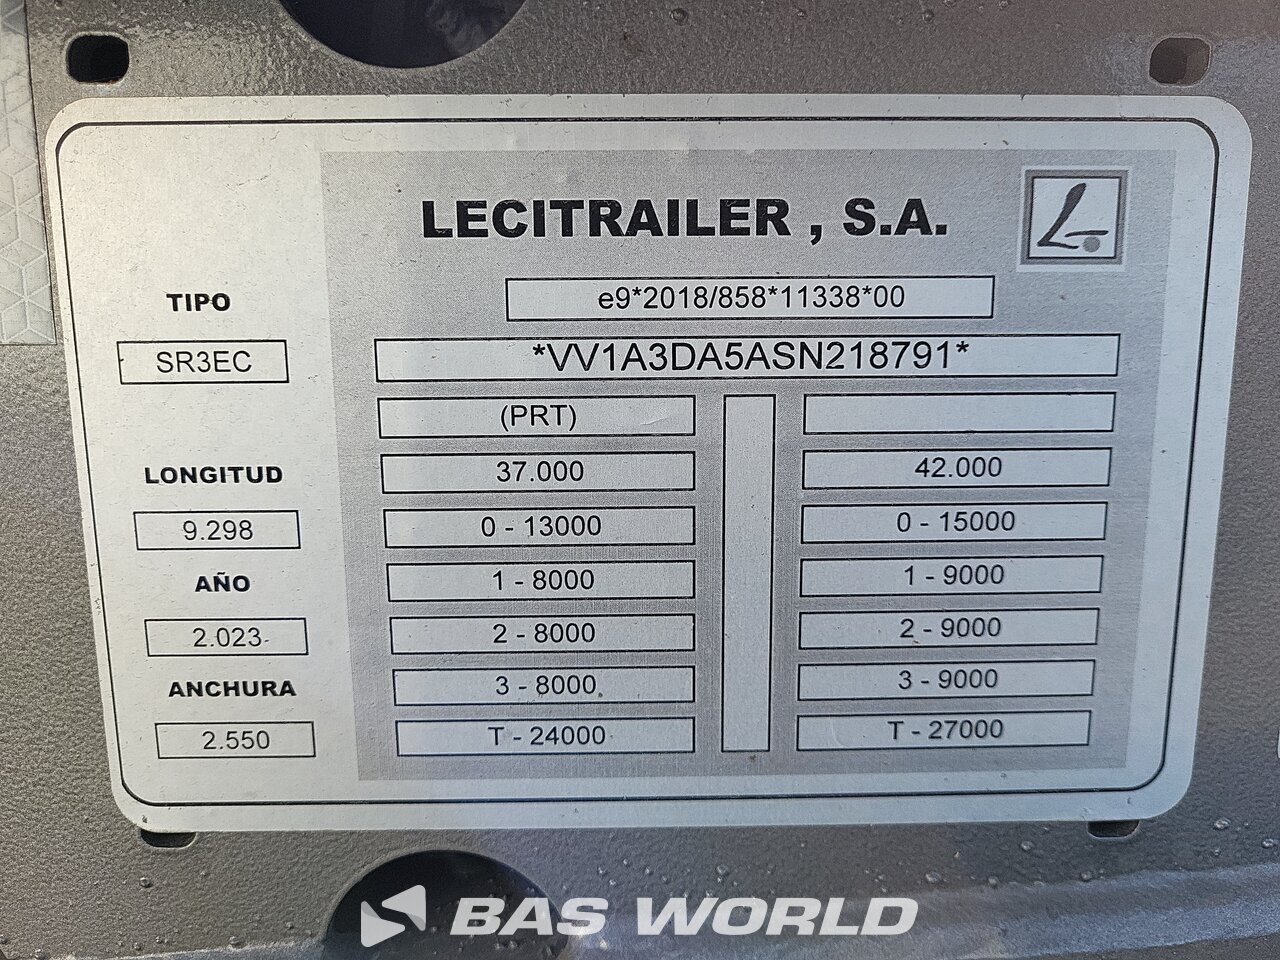 LECITRAILER , S.A.
TIPO
e9*2018/858*11338*00
SR3EC
*VV1A3DA5ASN218791*
(PRT)
LONGITUD
37.000
42.000
9.298
0 - 13000
0 - 15000
AÑO
1 - 8000
1 - 9000
2.023
2 - 8000
2 - 9000
ANCHURA
3 - 8000
3 - 9000
2.550
T - 24000
T - 27000
BAS WORLD